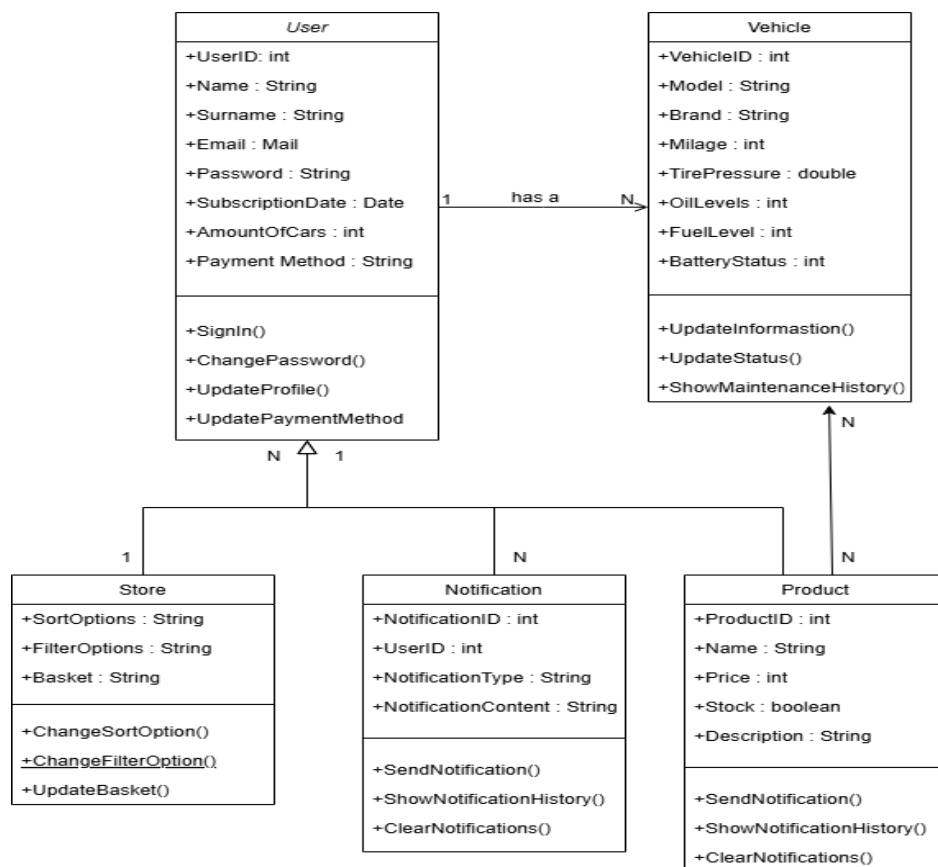 User
+UserID: int
+Name : String
+Surname : String
+Email : Mail
+Password : String
+SubscriptionDate : Date
+AmountOfCars : int
+Payment Method : String
+SignIn()
+ChangePassword()
+UpdateProfile()
+UpdatePaymentMethod
1 has a N
Vehicle
+VehicleID : int
+Model : String
+Brand : String
+Milage : int
+TirePressure : double
+OilLevels : int
+FuelLevel : int
+BatteryStatus : int
+UpdateInformastion()
+UpdateStatus()
+ShowMaintenanceHistory()
N 1
N
1
N
N
Store
+SortOptions : String
+FilterOptions : String
+Basket : String
+ChangeSortOption()
+ChangeFilterOption()
+UpdateBasket()
Notification
+NotificationID : int
+UserID : int
+NotificationType : String
+NotificationContent : String
+SendNotification()
+ShowNotificationHistory()
+ClearNotifications()
Product
+ProductID : int
+Name : String
+Price : int
+Stock : boolean
+Description : String
+SendNotification()
+ShowNotificationHistory()
+ClearNotifications()